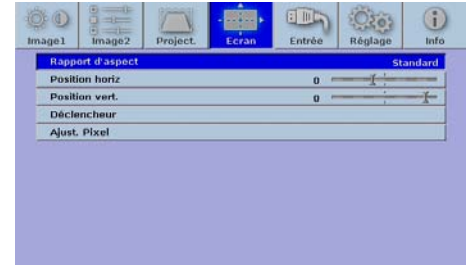 Image1 Image2 Project. Ecran Entrée Réglage Info
Rapport d'aspect Standard
Position horiz 0
Position vert. 0
Déclencheur
Ajust. Pixel